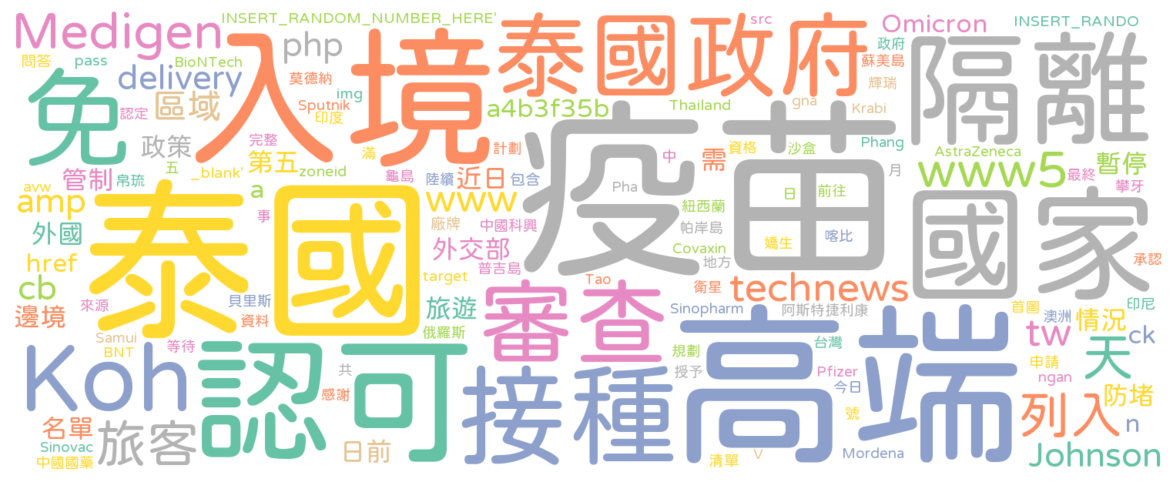 INSERT_RANDOM_NUMBER_HERE'
Medigen
入境
泰國政府
src
Omicron
INSERT_RANDO
問答
pass
BioNTech
php
政府
蘇美島
隔離
delivery
莫德納
img
免
區域
Sputnik
印度
a4b3f35b
Thailand
gna
輝瑞
Krabi
認定
完整
計劃
疫苗
資格
沙盒
Phang
政策
第五
滿
需
中
AstraZeneca
暫停
五
_blank'
zoneid
www5
最終
管制
帛琉
龜島
陸續
近日
包含
月
avw
a
Pha
日
前往
攀牙
amp
泰國
www
紐西蘭
國家
事
廠牌
中國科興
帕岸島
外國
嬌生
喀比
外交部
Covaxin
地方
承認
href
普吉島
target
Tao
衛星
technews
cb
貝里斯
旅遊
審查
Sinopharm
阿斯特捷利康
首圖
印尼
來源
邊境
資料
俄羅斯
高端
澳洲
情況
Samui
台灣
tw
ck
BNT
等待
Koh
認可
規劃
天
申請
共
接種
授予
Pfizer
ngan
感謝
今日
防堵
名單
旅客
號
列入
n
Sinovac
日前
中國國藥
清單
V
Mordena
Johnson